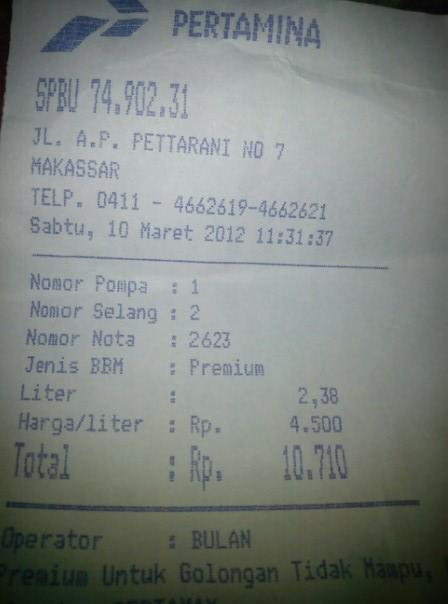 PERTAMINA
SPBU 74.902.31
JL. A.P. PETTARANI NO 7
MAKASSAR
TELP. 0411 - 4662619-4662621
Sabtu, 10 Maret 2012 11:31:37
Nomor Pompa : 1
Nomor Selang : 2
Nomor Nota : 2623
Jenis BBM : Premium
Liter : 2,38
Harga/liter : Rp. 4.500
Total : Rp. 10.710
Operator : BULAN
Premium Untuk Golongan Tidak Mampu,